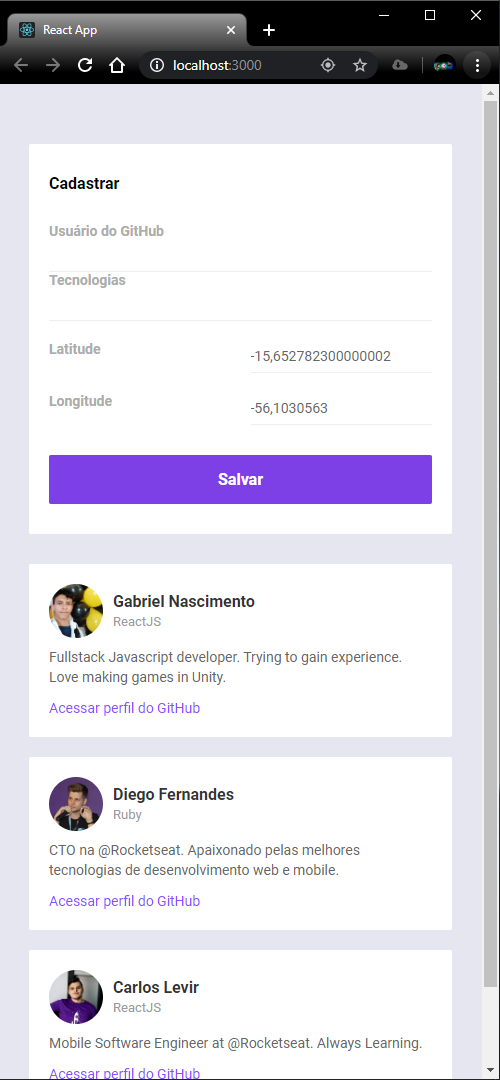 React App
localhost:3000
Cadastrar
Usuário do GitHub
Tecnologias
Latitude
-15,652782300000002
Longitude
-56,1030563
Salvar
Gabriel Nascimento
ReactJS
Fullstack Javascript developer. Trying to gain experience.
Love making games in Unity.
Acessar perfil do GitHub
Diego Fernandes
Ruby
CTO na @Rocketseat. Apaixonado pelas melhores
tecnologias de desenvolvimento web e mobile.
Acessar perfil do GitHub
Carlos Levir
ReactJS
Mobile Software Engineer at @Rocketseat. Always Learning.
Acessar perfil do GitHub